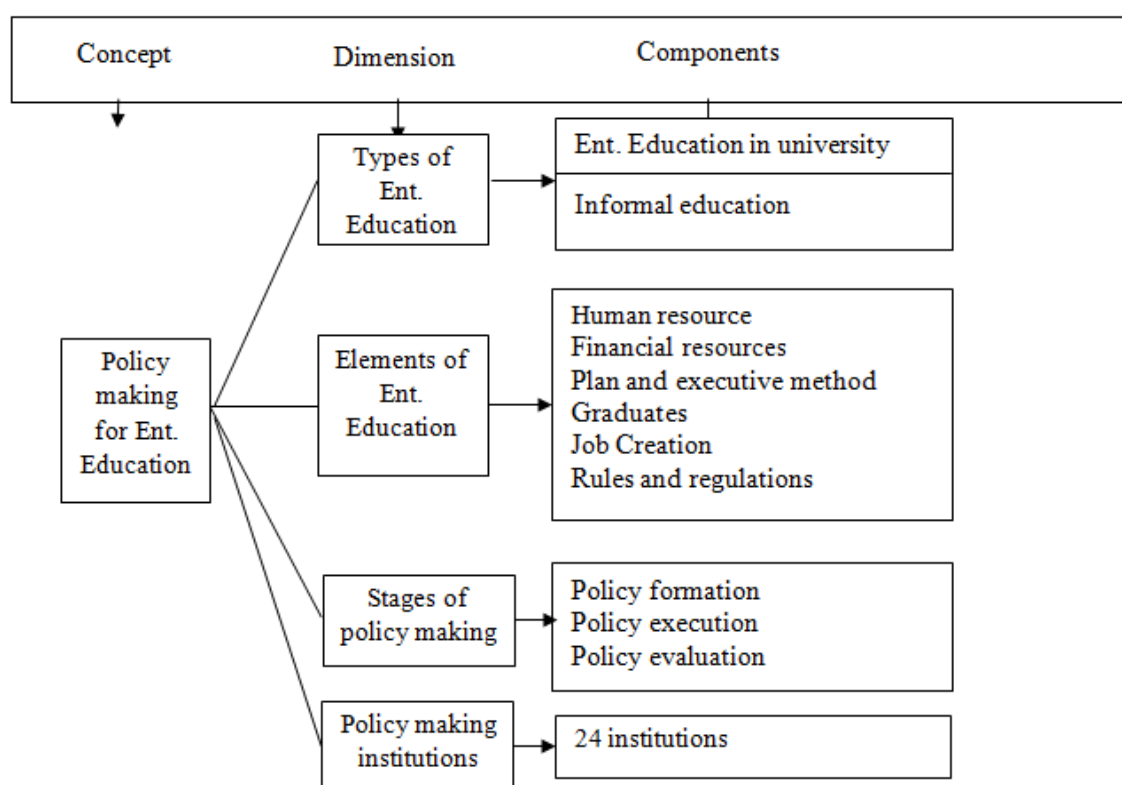 Concept
Dimension
Components
Types of
Ent.
Education
Ent. Education in university
Informal education
Policy
making
for Ent.
Education
Elements of
Ent.
Education
Human resource
Financial resources
Plan and executive method
Graduates
Job Creation
Rules and regulations
Stages of
policy making
Policy formation
Policy execution
Policy evaluation
Policy making
institutions
24 institutions